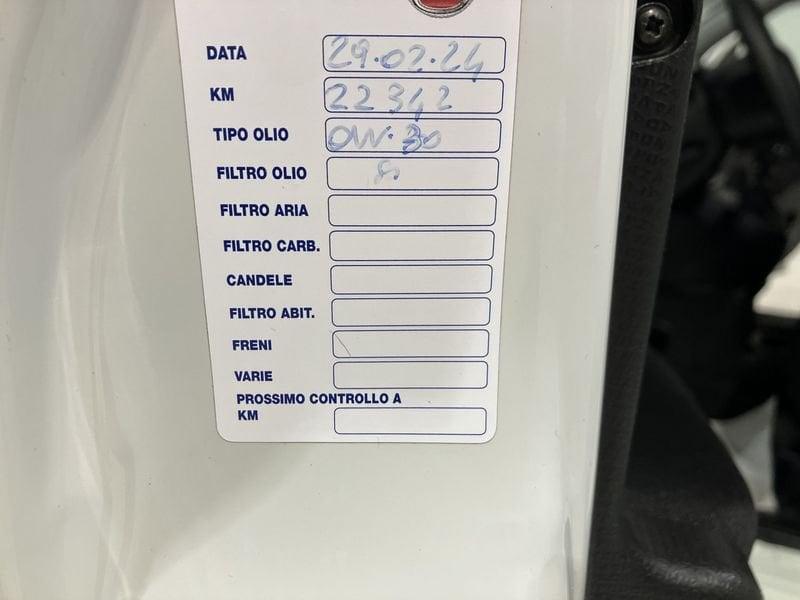 DATA 29.02.24
KM 22342
TIPO OLIO 0W.30
FILTRO OLIO
FILTRO ARIA
FILTRO CARB.
CANDELE
FILTRO ABIT.
FRENI
VARIE
PROSSIMO CONTROLLO A
KM